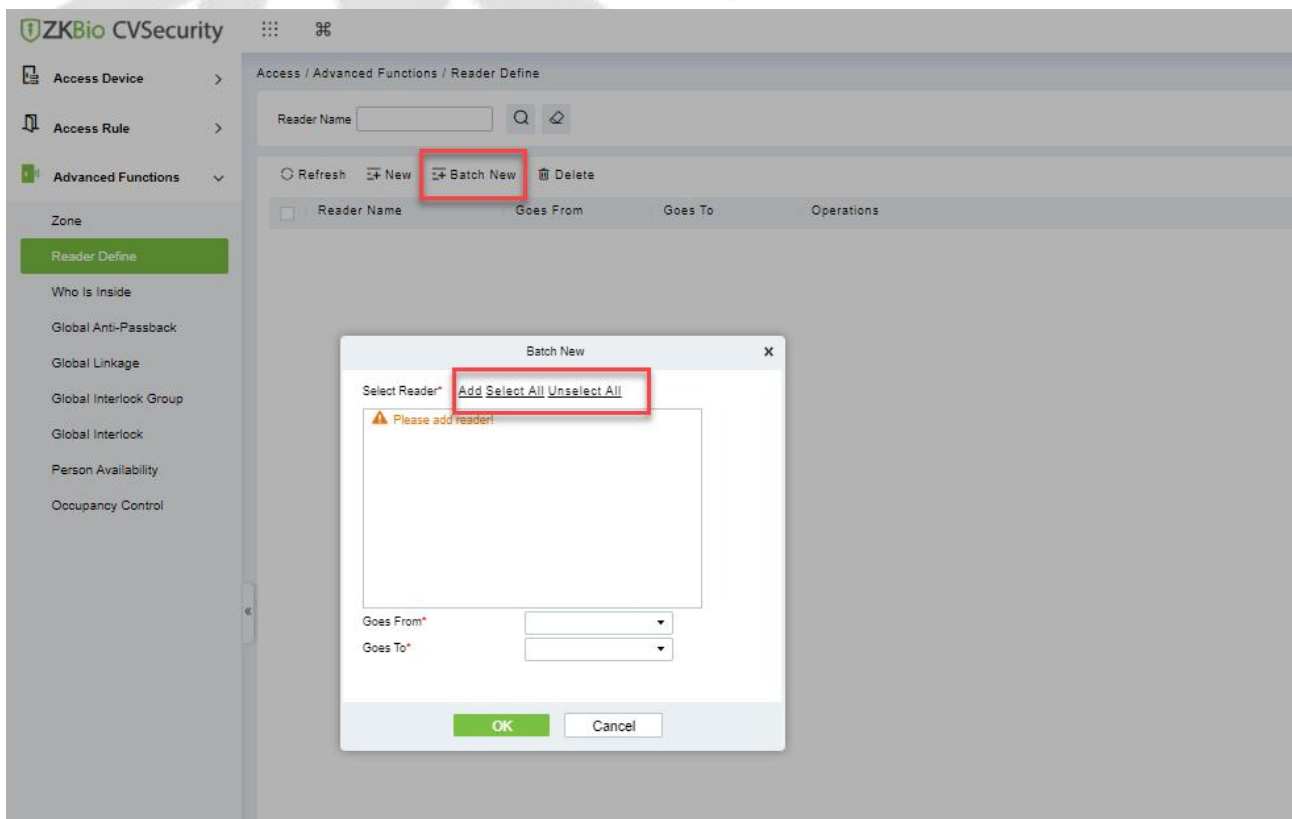 ZKBio CVSecurity
Access Device
Access Rule
Advanced Functions
Zone
Reader Define
Who Is Inside
Global Anti-Passback
Global Linkage
Global Interlock Group
Global Interlock
Person Availability
Occupancy Control
Access / Advanced Functions / Reader Define
Reader Name
Refresh New Batch New Delete
Reader Name Goes From Goes To Operations
Batch New
Select Reader* Add Select All Unselect All
Please add reader!
Goes From*
Goes To*
OK Cancel